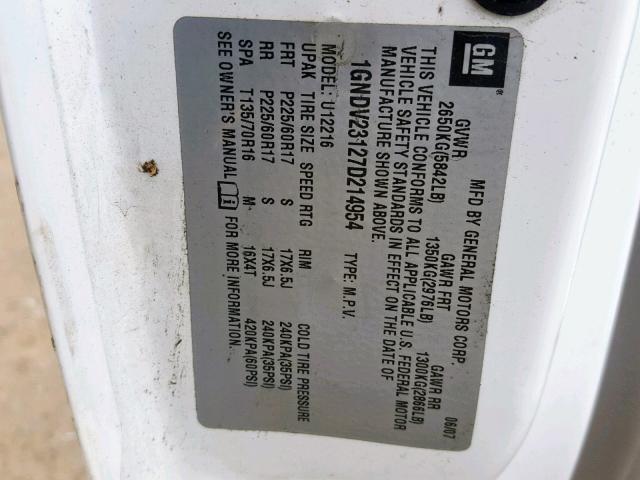 GM
MFD BY GENERAL MOTORS CORP. 06/07
GVWR GAWR FRT GAWR RR
2650KG(5842LB) 1350KG(2976LB) 1300KG(2866LB)
THIS VEHICLE CONFORMS TO ALL APPLICABLE U.S. FEDERAL MOTOR
VEHICLE SAFETY STANDARDS IN EFFECT ON THE DATE OF
MANUFACTURE SHOWN ABOVE.
1GNDV23127D214954 TYPE: M.P.V.
MODEL: U12216
UPAK TIRE SIZE SPEED RTG RIM COLD TIRE PRESSURE
FRT P225/60R17 S 17X6.5J 240KPA(35PSI)
RR P225/60R17 S 17X6.5J 240KPA(35PSI)
SPA T135/70R16 M 16X4T 420KPA(60PSI)
SEE OWNER'S MANUAL FOR MORE INFORMATION.